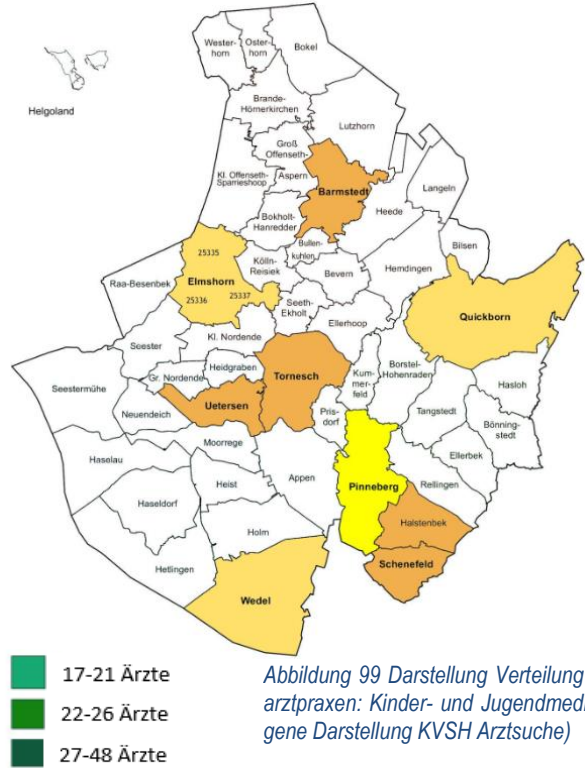 Helgoland
Wester-
horn
Oster-
horn
Bokel
Brande-
Hörnerkirchen
Lutzhorn
Groß
Offenseth-
Aspern
Kl. Offenseth-
Sparrieshoop
Barmstedt
Langeln
Heede
Bokholt-
Hanredder
Bullen-
kuhlen
Bilsen
25335
Elmshorn
25336
25337
Kölln-
Reisiek
Bevern
Hemdingen
Raa-Besenbek
Seeth-
Ekholt
Quickborn
Ellerhoop
Kl. Nordende
Seester
Heidgraben
Tornesch
Kum-
mer-
feld
Borstel-
Hohenraden
Hasloh
Seestermühe
Gr. Nordende
Uetersen
Neuendeich
Pris-
dorf
Tangstedt
Bönning-
stedt
Moorrege
Ellerbek
Haselau
Heist
Appen
Pinneberg
Rellingen
Haseldorf
Halstenbek
Holm
Hetlingen
Schenefeld
Wedel
17-21 Ärzte
22-26 Ärzte
27-48 Ärzte
Abbildung 99 Darstellung Verteilung
arztpraxen: Kinder- und Jugendmedi
gene Darstellung KVSH Arztsuche)